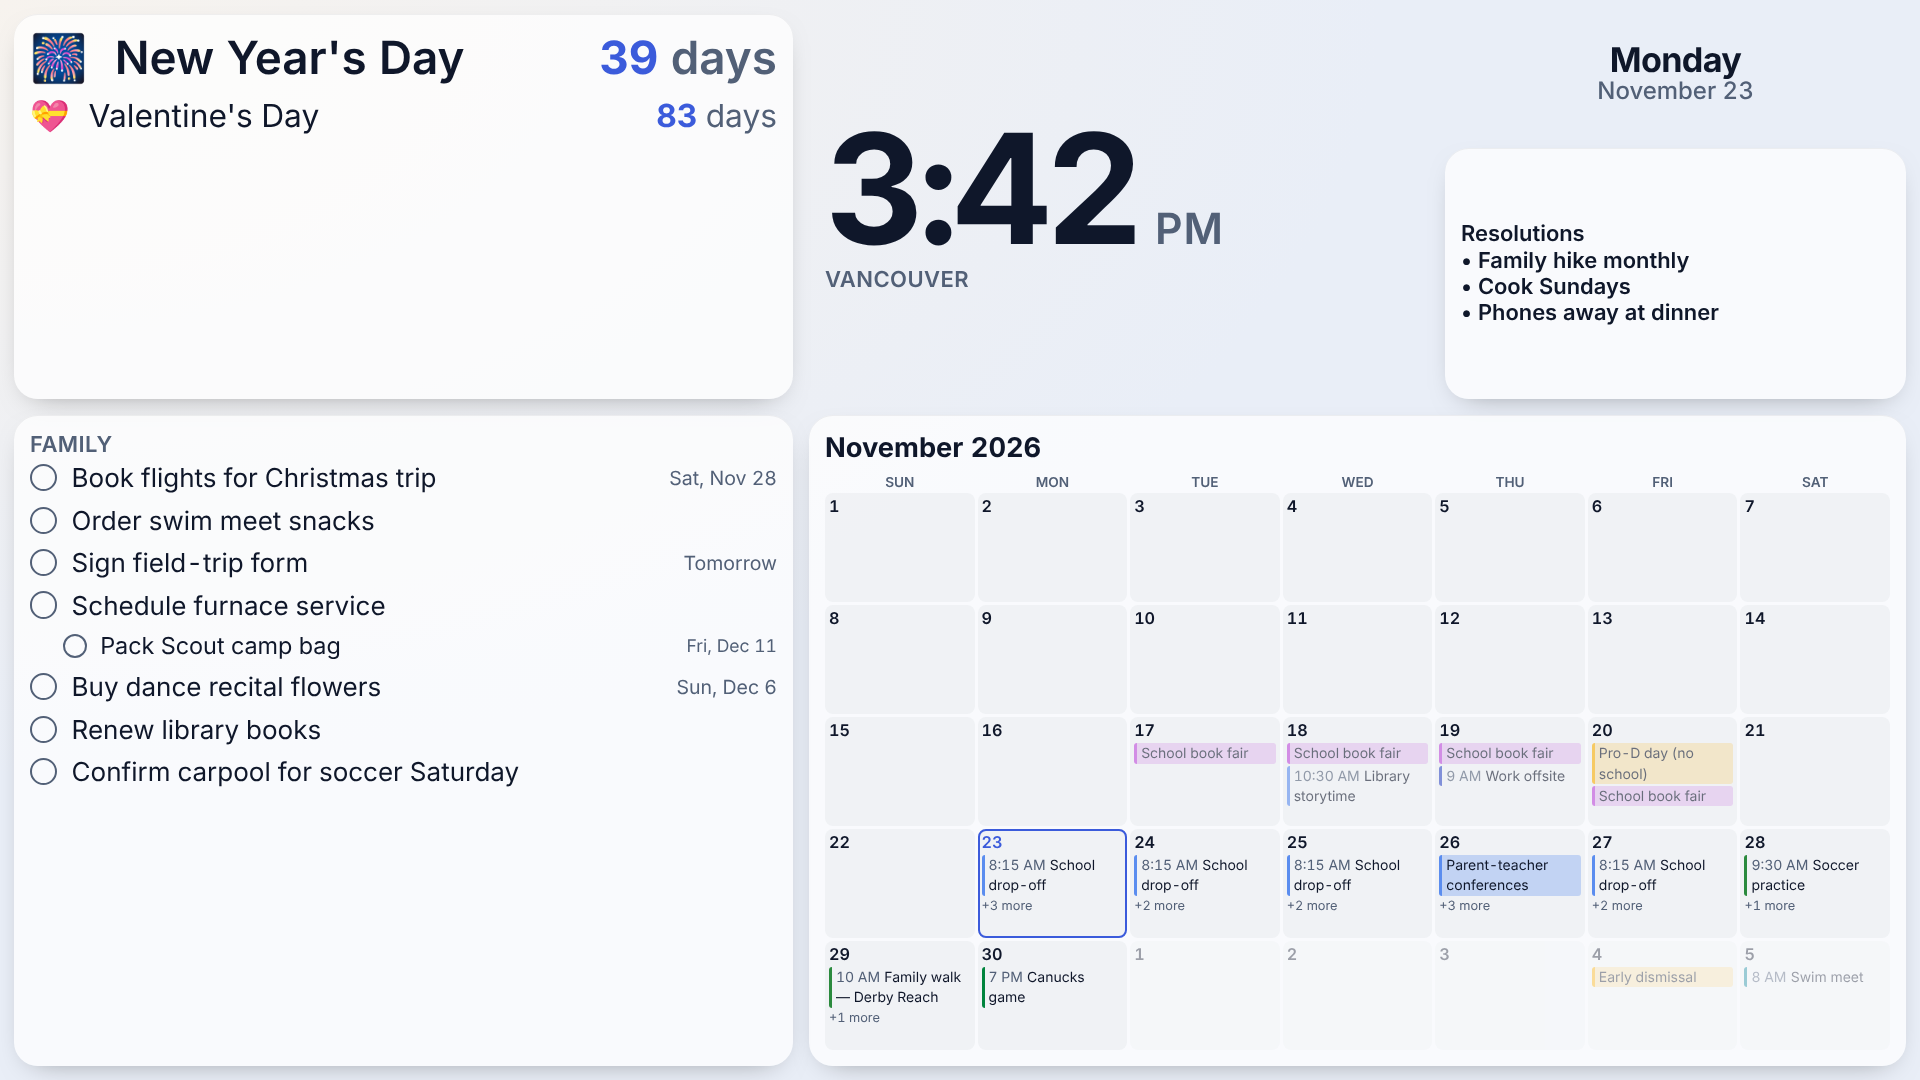 New Year's Day 39 days
Valentine's Day 83 days
3:42 PM
VANCOUVER
Monday
November 23
Resolutions
• Family hike monthly
• Cook Sundays
• Phones away at dinner
FAMILY
Book flights for Christmas trip Sat, Nov 28
Order swim meet snacks
Sign field-trip form Tomorrow
Schedule furnace service
Pack Scout camp bag Fri, Dec 11
Buy dance recital flowers Sun, Dec 6
Renew library books
Confirm carpool for soccer Saturday
November 2026
SUN MON TUE WED THU FRI SAT
1 2 3 4 5 6 7
8 9 10 11 12 13 14
15
16
17
School book fair
18
School book fair
10:30 AM Library
storytime
19
School book fair
9 AM Work offsite
20
Pro-D day (no
school)
School book fair
21
22
23
8:15 AM School
drop-off
+3 more
24
8:15 AM School
drop-off
+2 more
25
8:15 AM School
drop-off
+2 more
26
Parent-teacher
conferences
+3 more
27
8:15 AM School
drop-off
+2 more
28
9:30 AM Soccer
practice
+1 more
29
10 AM Family walk
— Derby Reach
+1 more
30
7 PM Canucks
game
1
2
3
4
Early dismissal
5
8 AM Swim meet